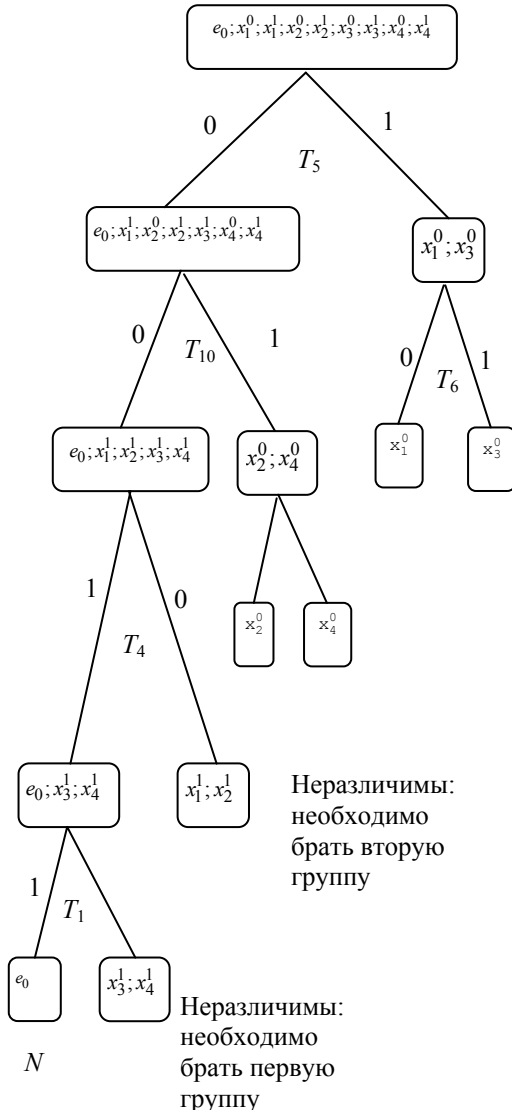 e₀; x₁⁰; x₁¹; x₂⁰; x₂¹; x₃⁰; x₃¹; x₄⁰; x₄¹
0 1
T₅
e₀; x₁¹; x₂⁰; x₂¹; x₃¹; x₄⁰; x₄¹
x₁⁰; x₃⁰
0 1
T₁₀
0 1
T₆
e₀; x₁¹; x₂¹; x₃¹; x₄¹
x₂⁰; x₄⁰
x₁⁰
x₃⁰
1 0
T₄
x₂⁰
x₄⁰
e₀; x₃¹; x₄¹
x₁¹; x₂¹
Неразличимы:
необходимо
брать вторую
группу
1
T₁
e₀
x₃¹; x₄¹
N
Неразличимы:
необходимо
брать первую
группу